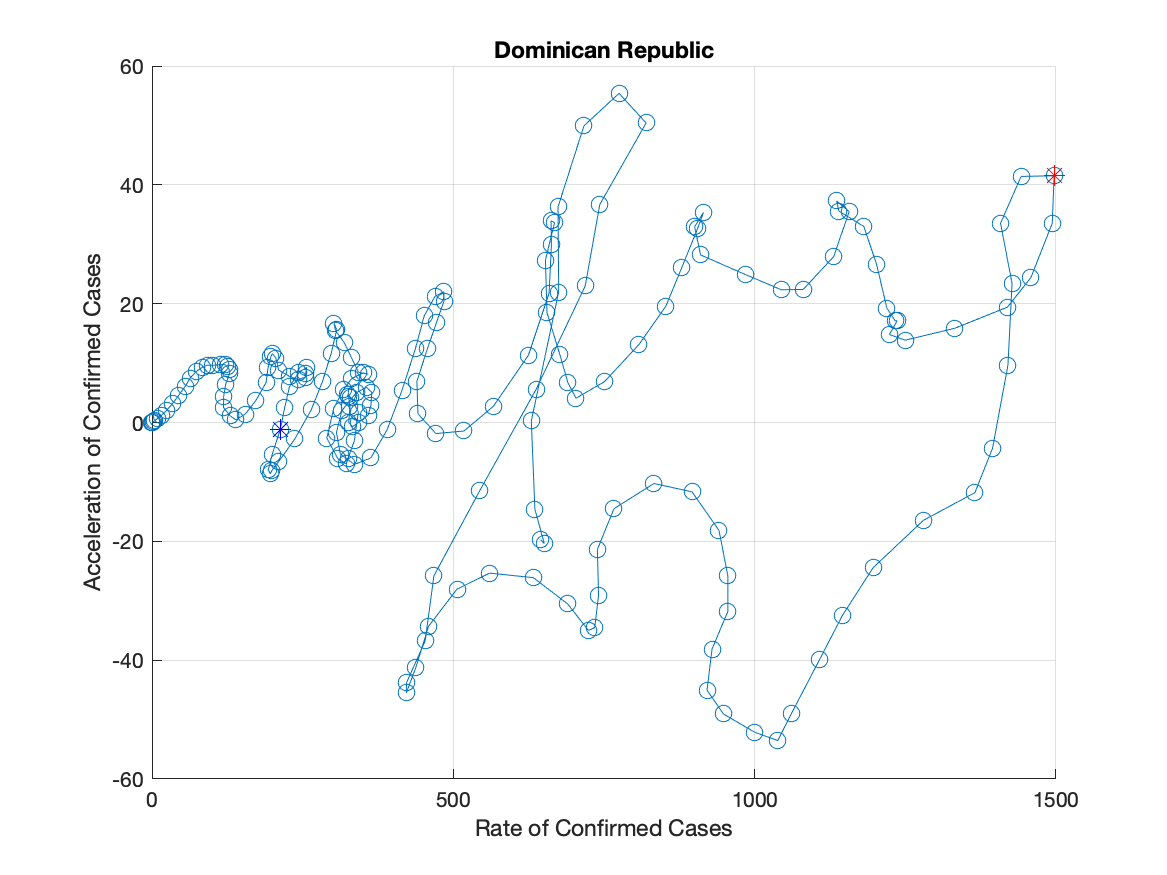 Dominican Republic
60
40
20
0
-20
-40
-60
Acceleration of Confirmed Cases
0 500 1000 1500
Rate of Confirmed Cases